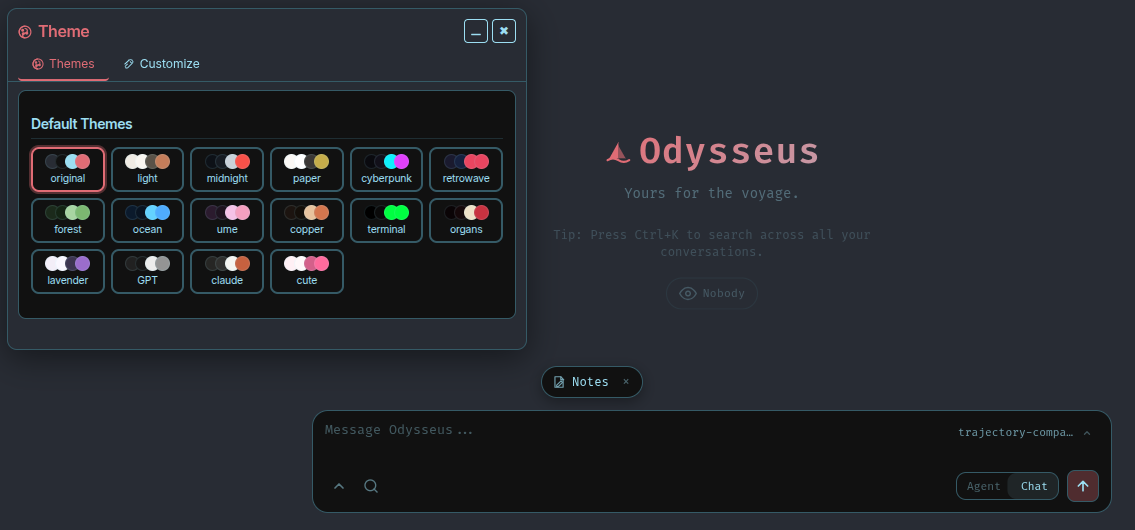 Theme
Themes
Customize
Default Themes
original
light
midnight
paper
cyberpunk
retrowave
forest
ocean
ume
copper
terminal
organs
lavender
GPT
claude
cute
Odysseus
Yours for the voyage.
Tip: Press Ctrl+K to search across all your
conversations.
Nobody
Notes ×
Message Odysseus...
trajectory-compa…
Agent
Chat